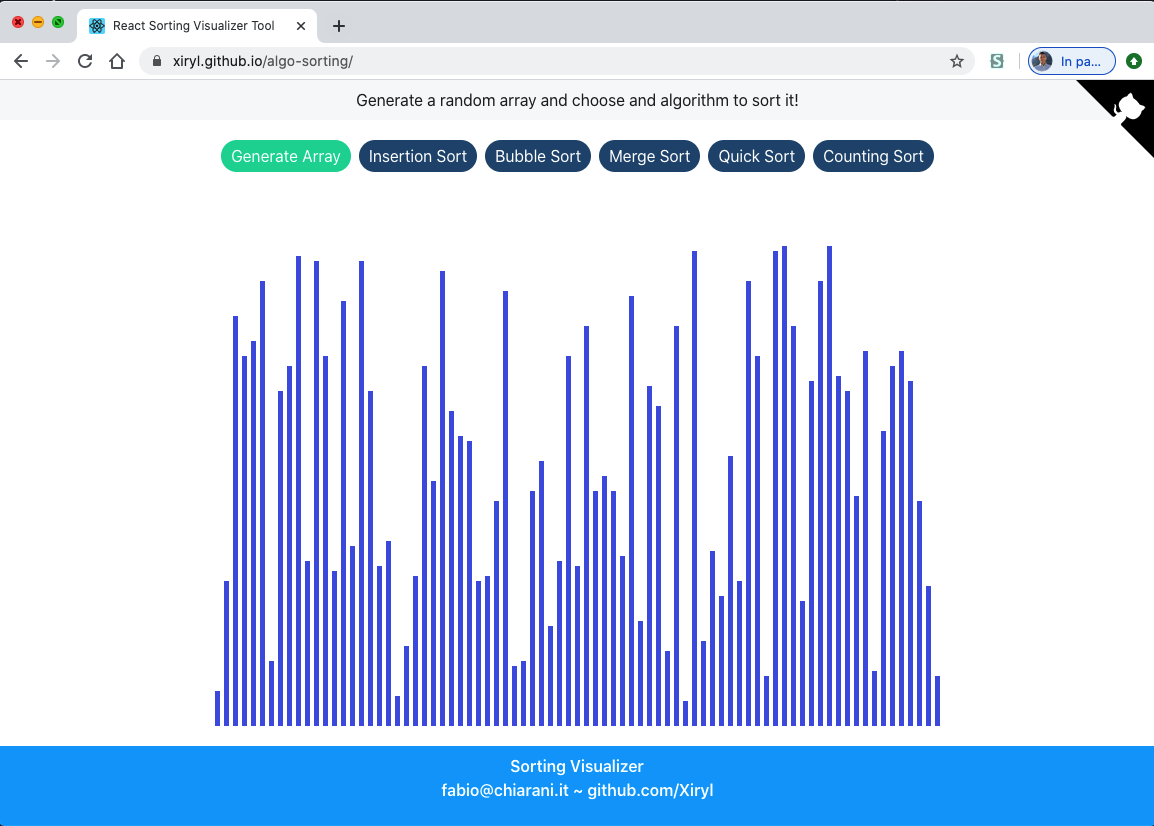 React Sorting Visualizer Tool
xiryl.github.io/algo-sorting/
In pa...
Generate a random array and choose and algorithm to sort it!
Generate Array Insertion Sort Bubble Sort Merge Sort Quick Sort Counting Sort
Sorting Visualizer
fabio@chiarani.it ~ github.com/Xiryl